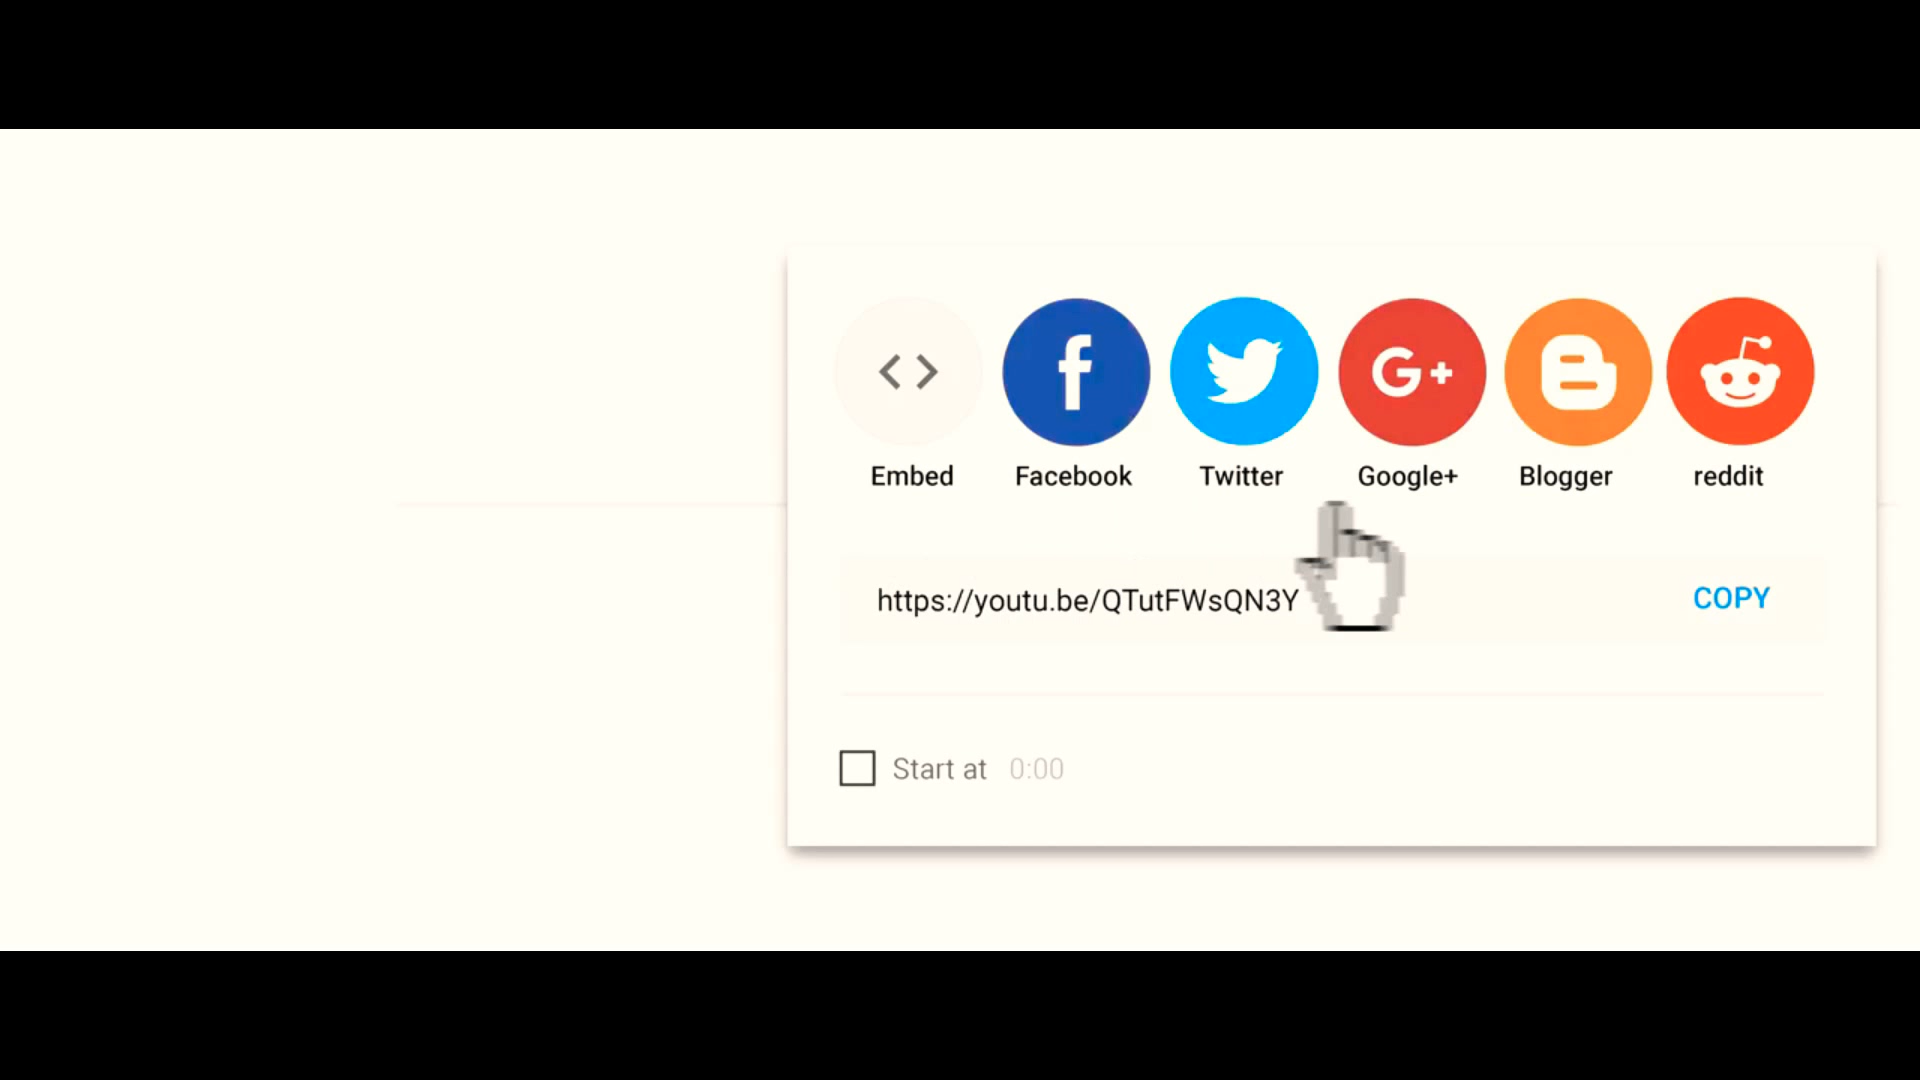 Embed Facebook Twitter Google+ Blogger reddit
https://youtu.be/QTutFWsQN3Y COPY
Start at 0:00